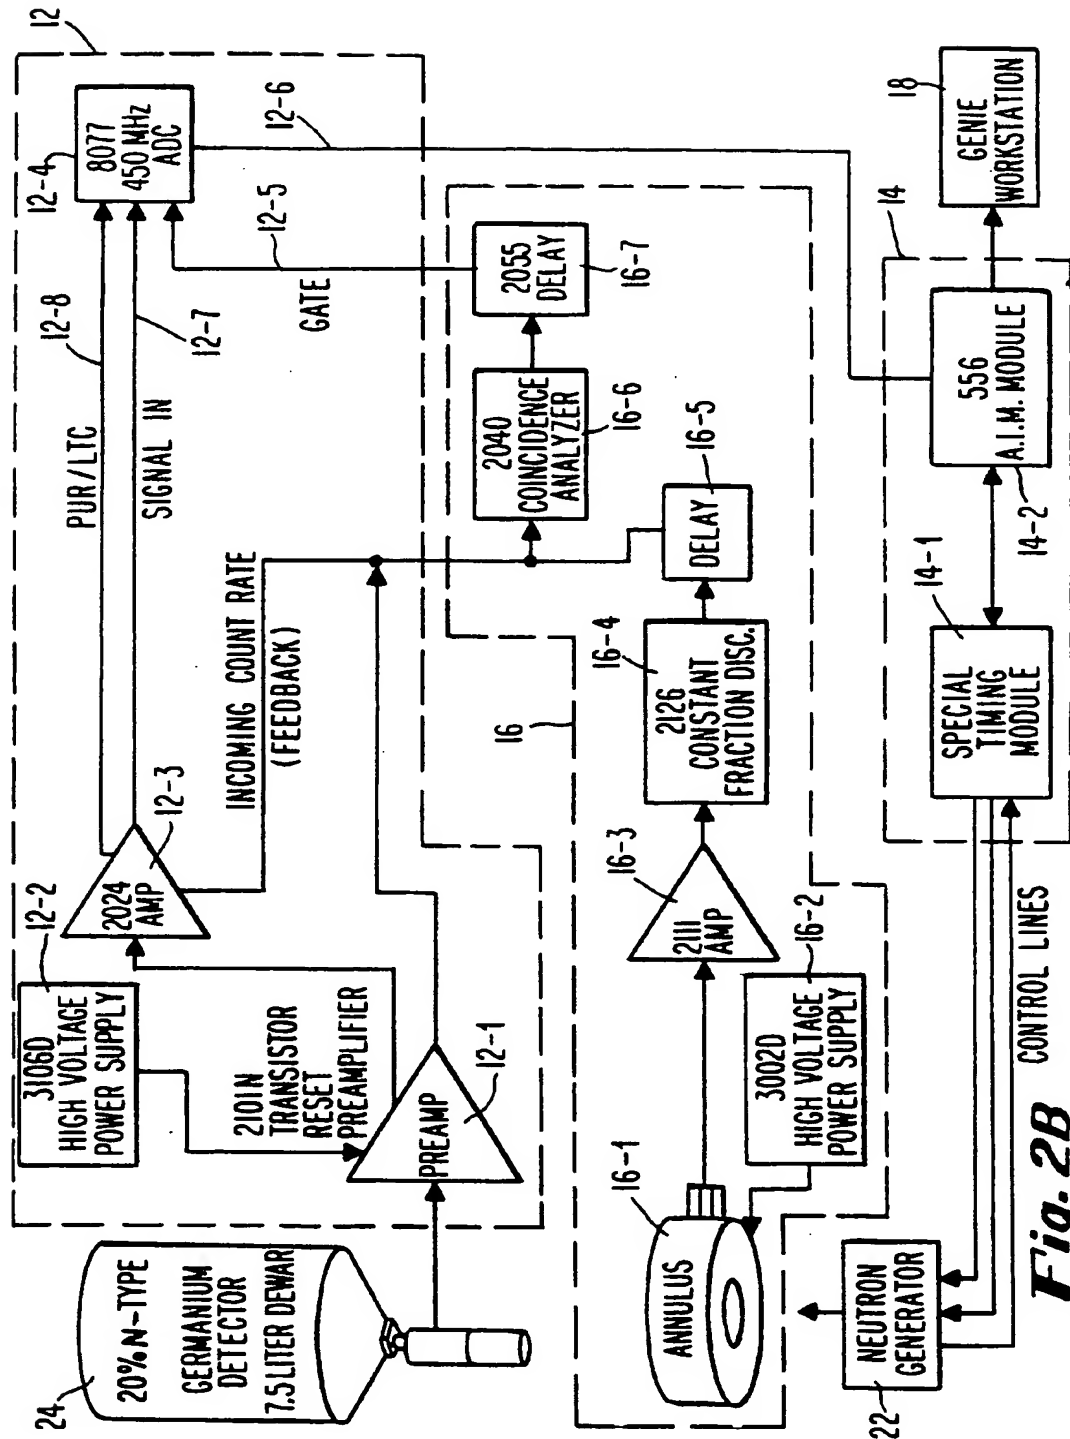 24
20% N-TYPE
GERMANIUM
DETECTOR
7.5 LITER DEWAR
3106D
HIGH VOLTAGE
POWER SUPPLY
12-2
2101N
TRANSISTOR
RESET
PREAMPLIFIER
PREAMP
12-1
2024
AMP
12-3
PUR/LTC
12-8
SIGNAL IN
12-7
INCOMING COUNT RATE
(FEEDBACK)
12-4
8077
450 MHz
ADC
12
12-5
12-6
GATE
16
16-1
ANNULUS
3002D
HIGH VOLTAGE
POWER SUPPLY
16-2
2111
AMP
16-3
2126
CONSTANT
FRACTION DISC.
16-4
DELAY
16-5
2040
COINCIDENCE
ANALYZER
16-6
2055
DELAY
16-7
22
NEUTRON
GENERATOR
CONTROL LINES
SPECIAL
TIMING
MODULE
14-1
556
A.I.M. MODULE
14-2
14
GENIE
WORKSTATION
18
Fig. 2B